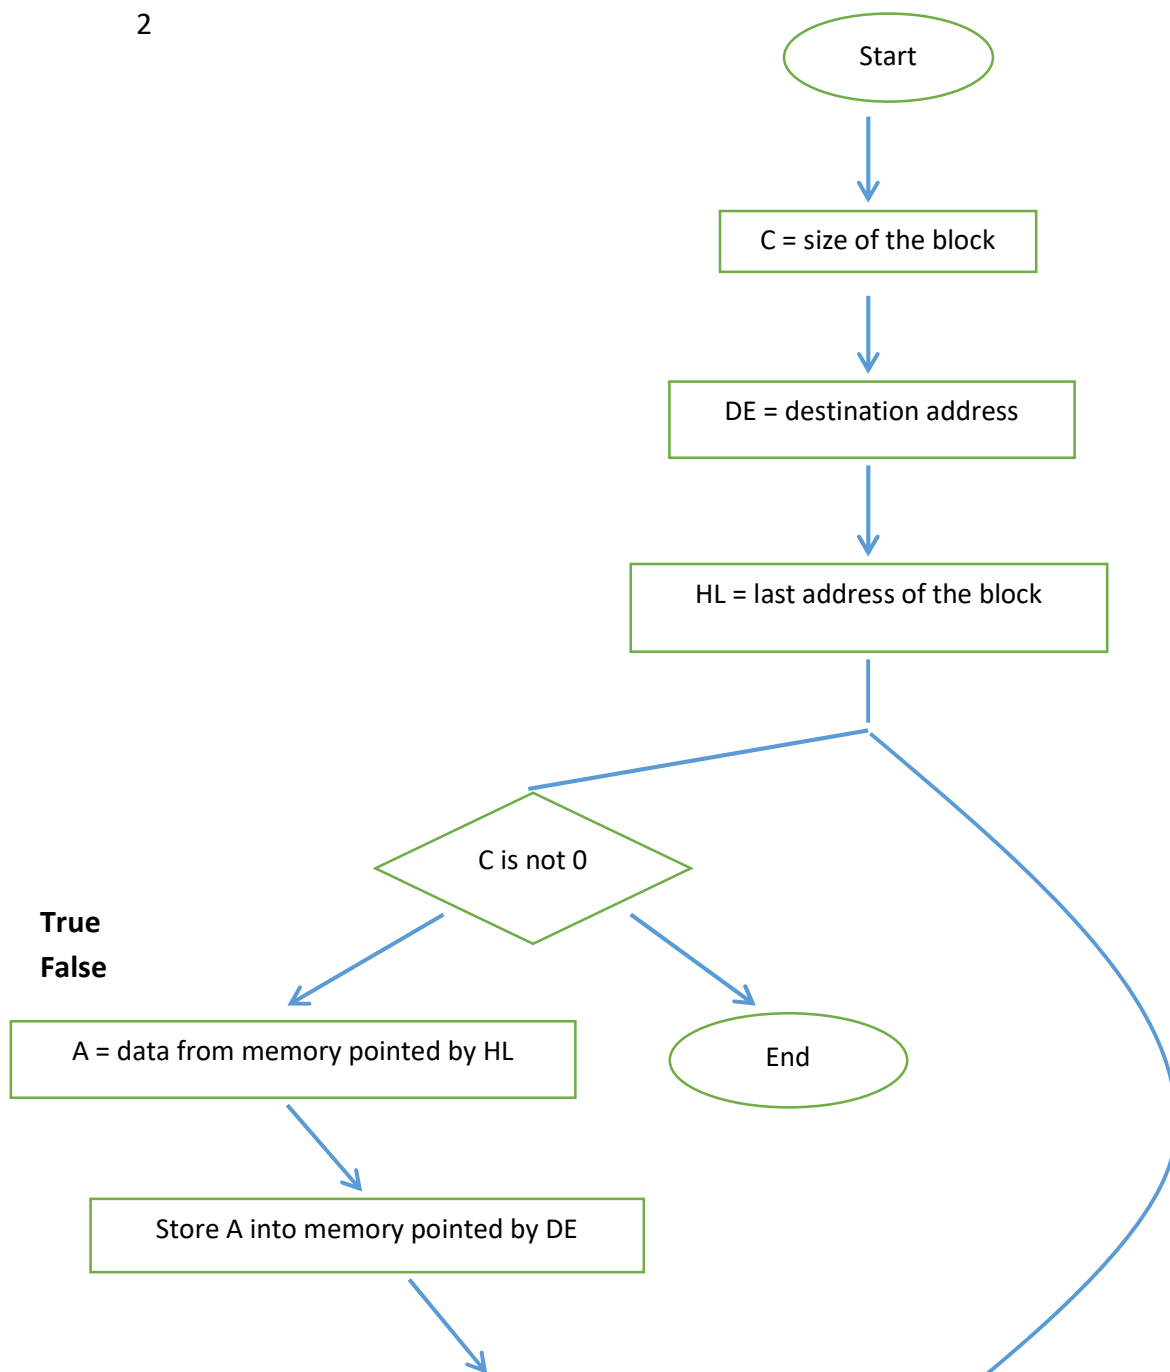 2
Start
C = size of the block
DE = destination address
HL = last address of the block
C is not 0
True
False
A = data from memory pointed by HL
End
Store A into memory pointed by DE